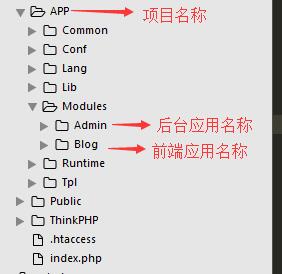 APP 项目名称
Common
Conf
Lang
Lib
Modules
Admin 后台应用名称
Blog 前端应用名称
Runtime
Tpl
Public
ThinkPHP
.htaccess
index.php